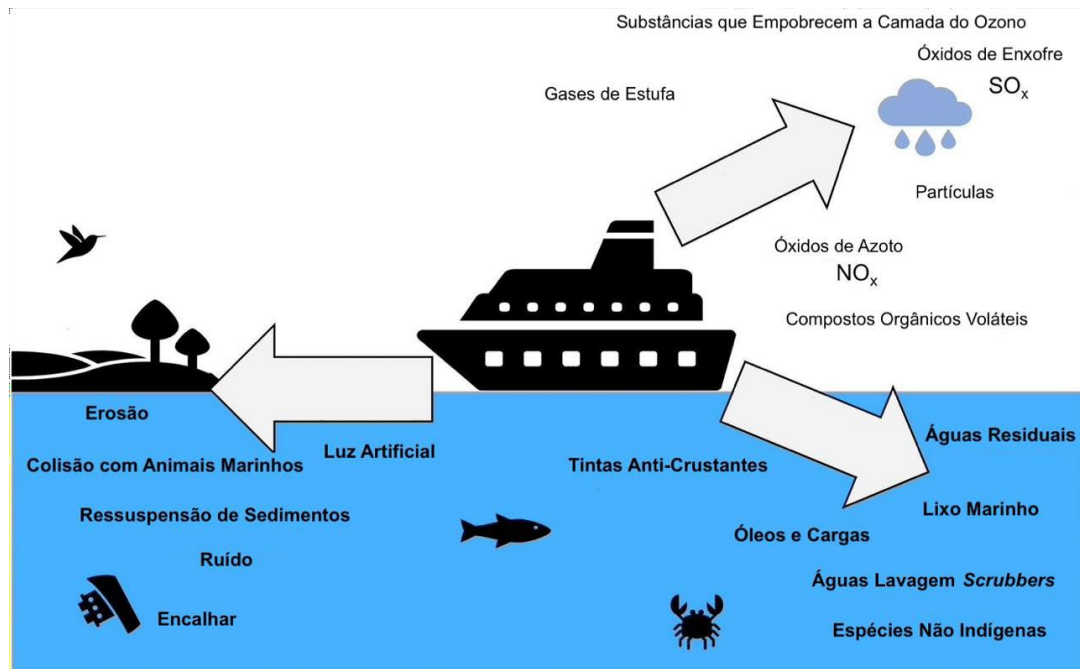 Substâncias que Empobrecem a Camada do Ozono
Óxidos de Enxofre
SOx
Gases de Estufa
Partículas
Óxidos de Azoto
NOx
Compostos Orgânicos Voláteis
Erosão
Luz Artificial
Colisão com Animais Marinhos
Ressuspensão de Sedimentos
Ruído
Encalhar
Tintas Anti-Crustantes
Águas Residuais
Lixo Marinho
Óleos e Cargas
Águas Lavagem Scrubbers
Espécies Não Indígenas